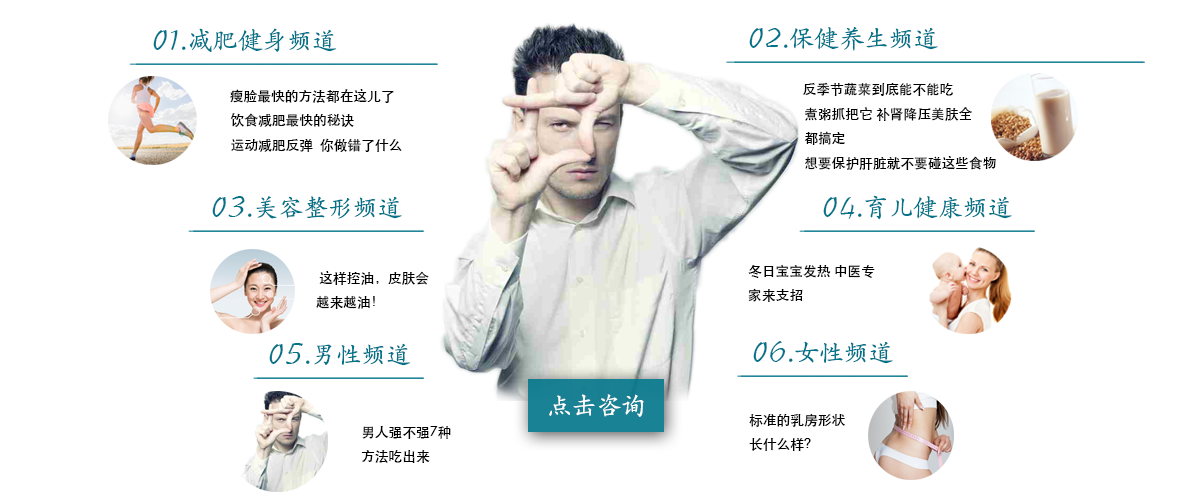 01.减肥健身频道
瘦脸最快的方法都在这儿了
饮食减肥最快的秘诀
运动减肥反弹 你做错了什么
02.保健养生频道
反季节蔬菜到底能不能吃
煮粥抓把它 补肾降压美肤全
都搞定
想要保护肝脏就不要碰这些食物
03.美容整形频道
这样控油，皮肤会
越来越油！
04.育儿健康频道
冬日宝宝发热 中医专
家来支招
05.男性频道
男人强不强7种
方法吃出来
06.女性频道
标准的乳房形状
长什么样?
点击咨询